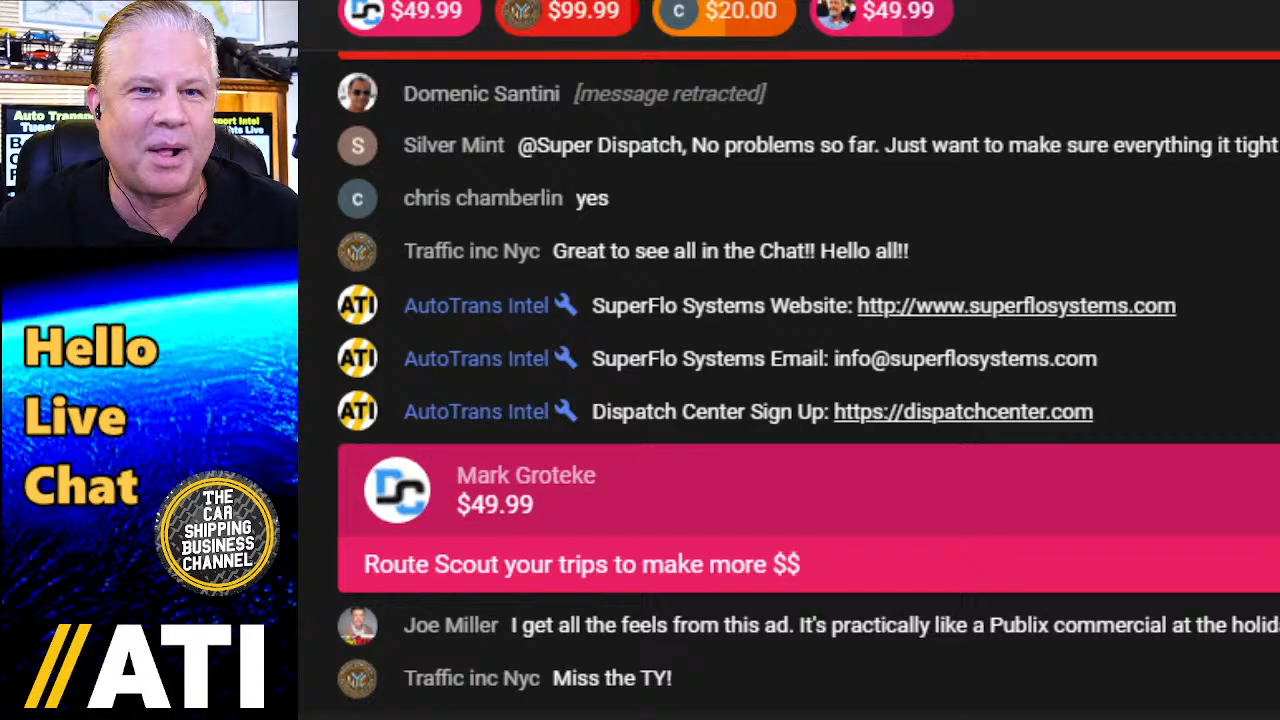 $49.99
$99.99
C $20.00
$49.99
Domenic Santini [message retracted]
S Silver Mint @Super Dispatch, No problems so far. Just want to make sure everything it tight
c chris chamberlin yes
Traffic inc Nyc Great to see all in the Chat!! Hello all!!
ATI AutoTrans Intel SuperFlo Systems Website: http://www.superflosystems.com
ATI AutoTrans Intel SuperFlo Systems Email: info@superflosystems.com
ATI AutoTrans Intel Dispatch Center Sign Up: https://dispatchcenter.com
DC Mark Groteke
$49.99
Route Scout your trips to make more $$
Joe Miller I get all the feels from this ad. It's practically like a Publix commercial at the
Traffic inc Nyc Miss the TY!
Auto
Hello
Live
Chat
THE
CAR
SHIPPING
BUSINESS
CHANNEL
//ATI